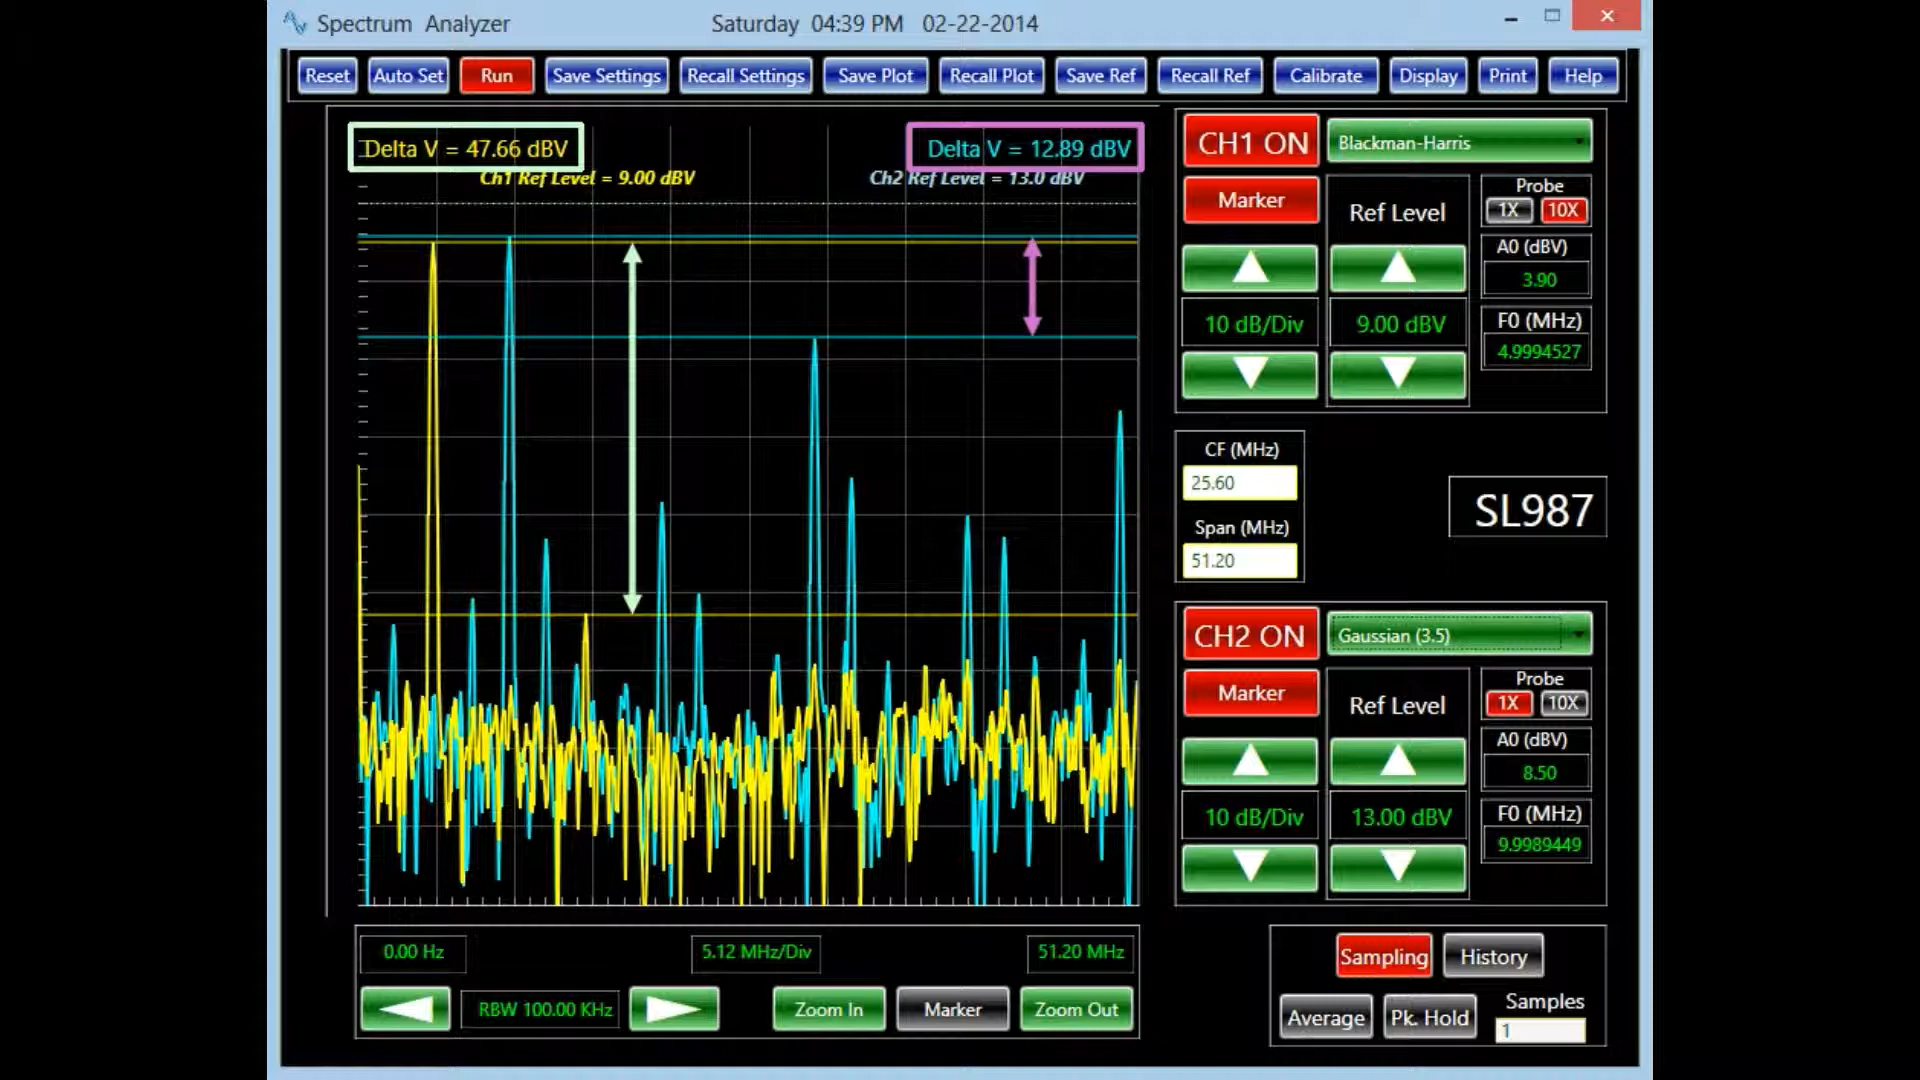 Spectrum Analyzer Saturday 04:39 PM 02-22-2014
Reset Auto Set Run Save Settings Recall Settings Save Plot Recall Plot Save Ref Recall Ref Calibrate Display Print Help
Delta V = 47.66 dBV Delta V = 12.89 dBV
Ch1 Ref Level = 9.00 dBV Ch2 Ref Level = 13.0 dBV
CH1 ON Blackman-Harris
Marker Ref Level Probe
1X 10X
A0 (dBV)
3.90
10 dB/Div 9.00 dBV F0 (MHz)
4.9994527
CF (MHz)
25.60
Span (MHz)
51.20
SL987
CH2 ON Gaussian (3.5)
Marker Ref Level Probe
1X 10X
A0 (dBV)
8.50
10 dB/Div 13.00 dBV F0 (MHz)
9.9989449
0.00 Hz 5.12 MHz/Div 51.20 MHz
RBW 100.00 KHz Zoom In Marker Zoom Out
Sampling History
Average Pk. Hold Samples
1